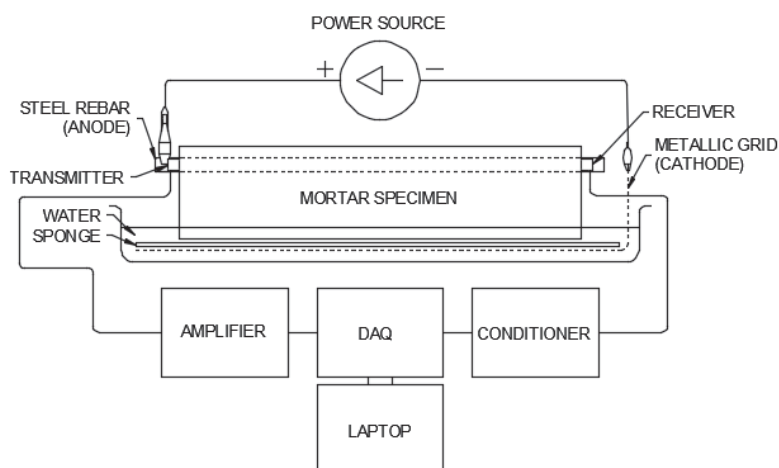 POWER SOURCE
+
−
STEEL REBAR
(ANODE)
RECEIVER
TRANSMITTER
METALLIC GRID
(CATHODE)
MORTAR SPECIMEN
WATER
SPONGE
AMPLIFIER
DAQ
CONDITIONER
LAPTOP